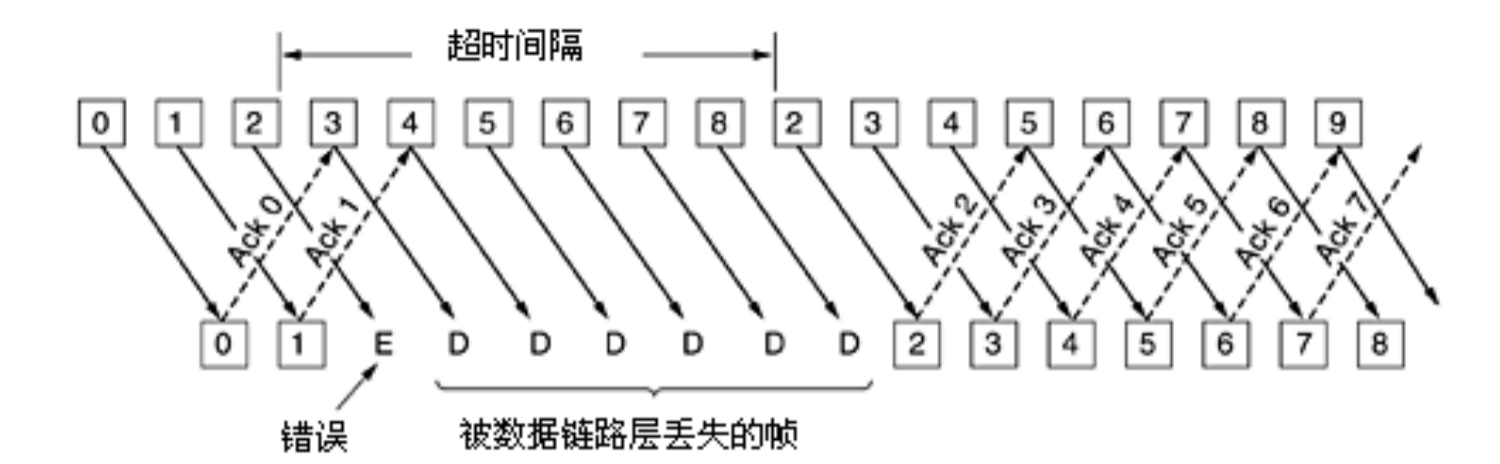 超时间隔
0 1 2 3 4 5 6 7 8 2 3 4 5 6 7 8 9
Ack 0 Ack 1 Ack 2 Ack 3 Ack 4 Ack 5 Ack 6 Ack 7
0 1 E D D D D D D 2 3 4 5 6 7 8
错误 被数据链路层丢失的帧